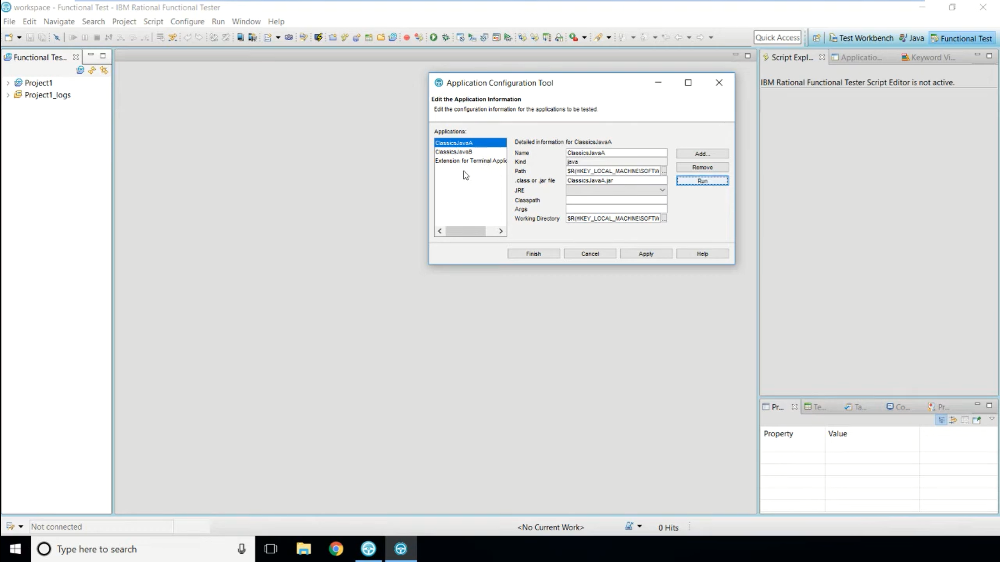 workspace - Functional Test - IBM Rational Functional Tester
File Edit Navigate Search Project Script Configure Run Window Help
Quick Access Test Workbench Java Functional Test
Functional Tes...
Project1
Project1_logs
Application Configuration Tool
Edit the Application Information
Edit the configuration information for the applications to be tested.
Applications:
ClassicsJavaA
ClassicsJavaB
Extension for Terminal Applic
Detailed information for ClassicsJavaA
Name ClassicsJavaA
Kind java
Path $R(HKEY_LOCAL_MACHINE\SOFTW ...
.class or .jar file ClassicsJavaA.jar
JRE
Classpath
Args
Working Directory $R(HKEY_LOCAL_MACHINE\SOFTW ...
Add...
Remove
Run
Finish Cancel Apply Help
Script Expl... Applicatio... Keyword Vi...
IBM Rational Functional Tester Script Editor is not active.
Pr... Te... Ta... Co... Pr...
Property Value
Not connected <No Current Work> 0 Hits
Type here to search